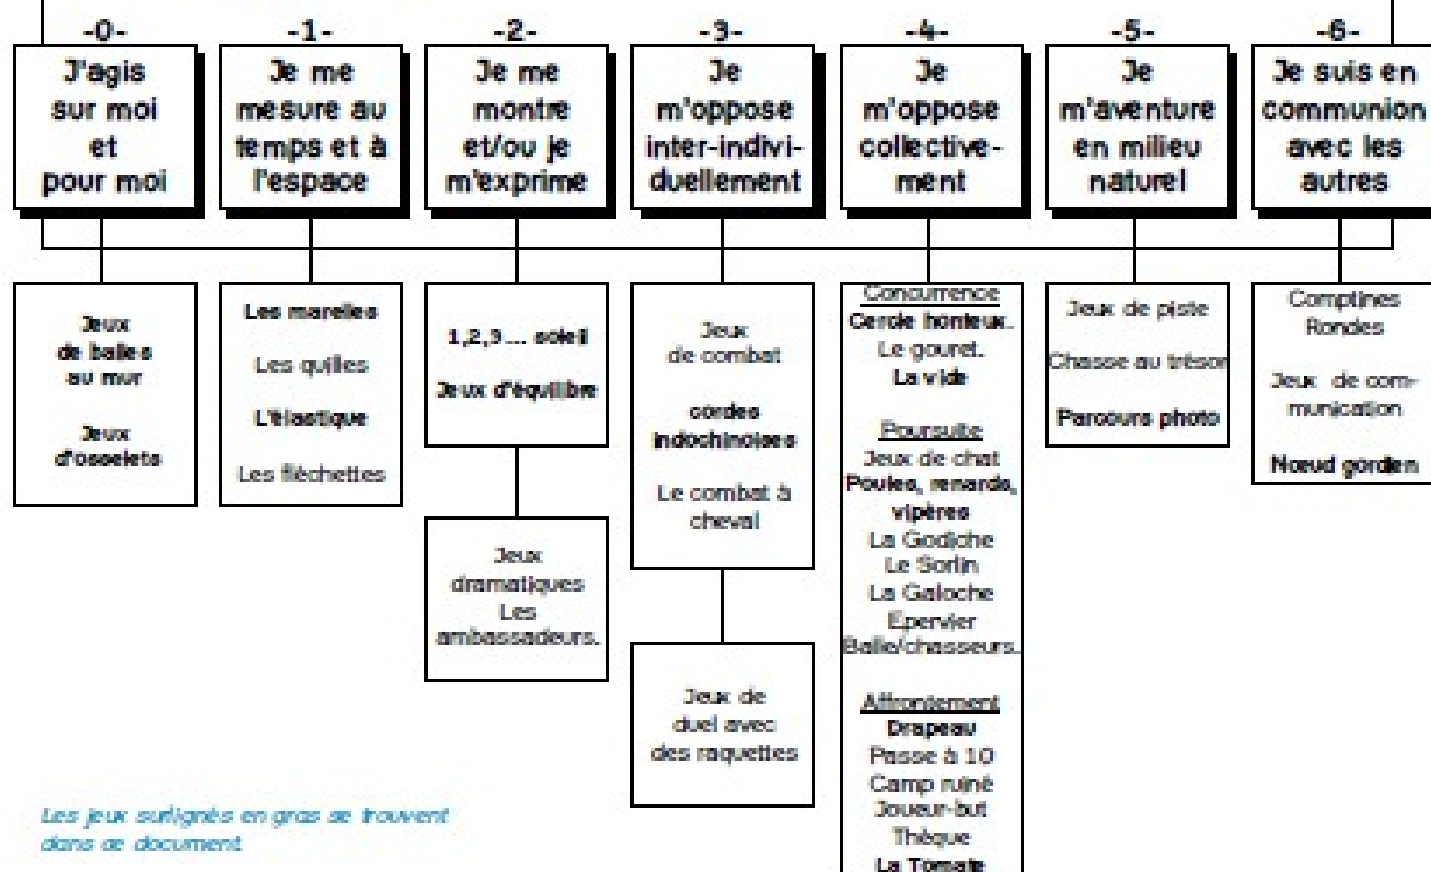 -0-
J'agis
sur moi
et
pour moi
-1-
Je me
mesure au
temps et à
l'espace
-2-
Je me
montre
et/ou je
m'exprime
-3-
Je
m'oppose
inter-indivi-
duellement
-4-
Je
m'oppose
collective-
ment
-5-
Je
m'aventure
en milieu
naturel
-6-
Je suis en
communion
avec les
autres
Jeux
de balles
au mur
Jeux
d'osselets
Les marelles
Les quilles
L'élastique
Les fléchettes
1,2,3... soleil
Jeux d'équilibre
Jeux
dramatiques
Les
ambassadeurs.
Jeux
de combat
cordes
indochinoises
Le combat à
cheval
Jeux de
duel avec
des raquettes
Concurrence
Cercle honteux.
Le gouret.
La vide
Poursuite
Jeux de chat
Poules, renards,
vipères
La Godiche
Le Sorlin
La Galoche
Epervier
Balle/chasseurs.
Affrontement
Drapeau
Passe à 10
Camp ruiné
Joueur-but
Thèque
La Tomate
Jeux de piste
Chasse au trésor
Parcours photo
Comptines
Rondes
Jeux de com-
munication
Nœud gordien
Les jeux surlignés en gras se trouvent
dans ce document